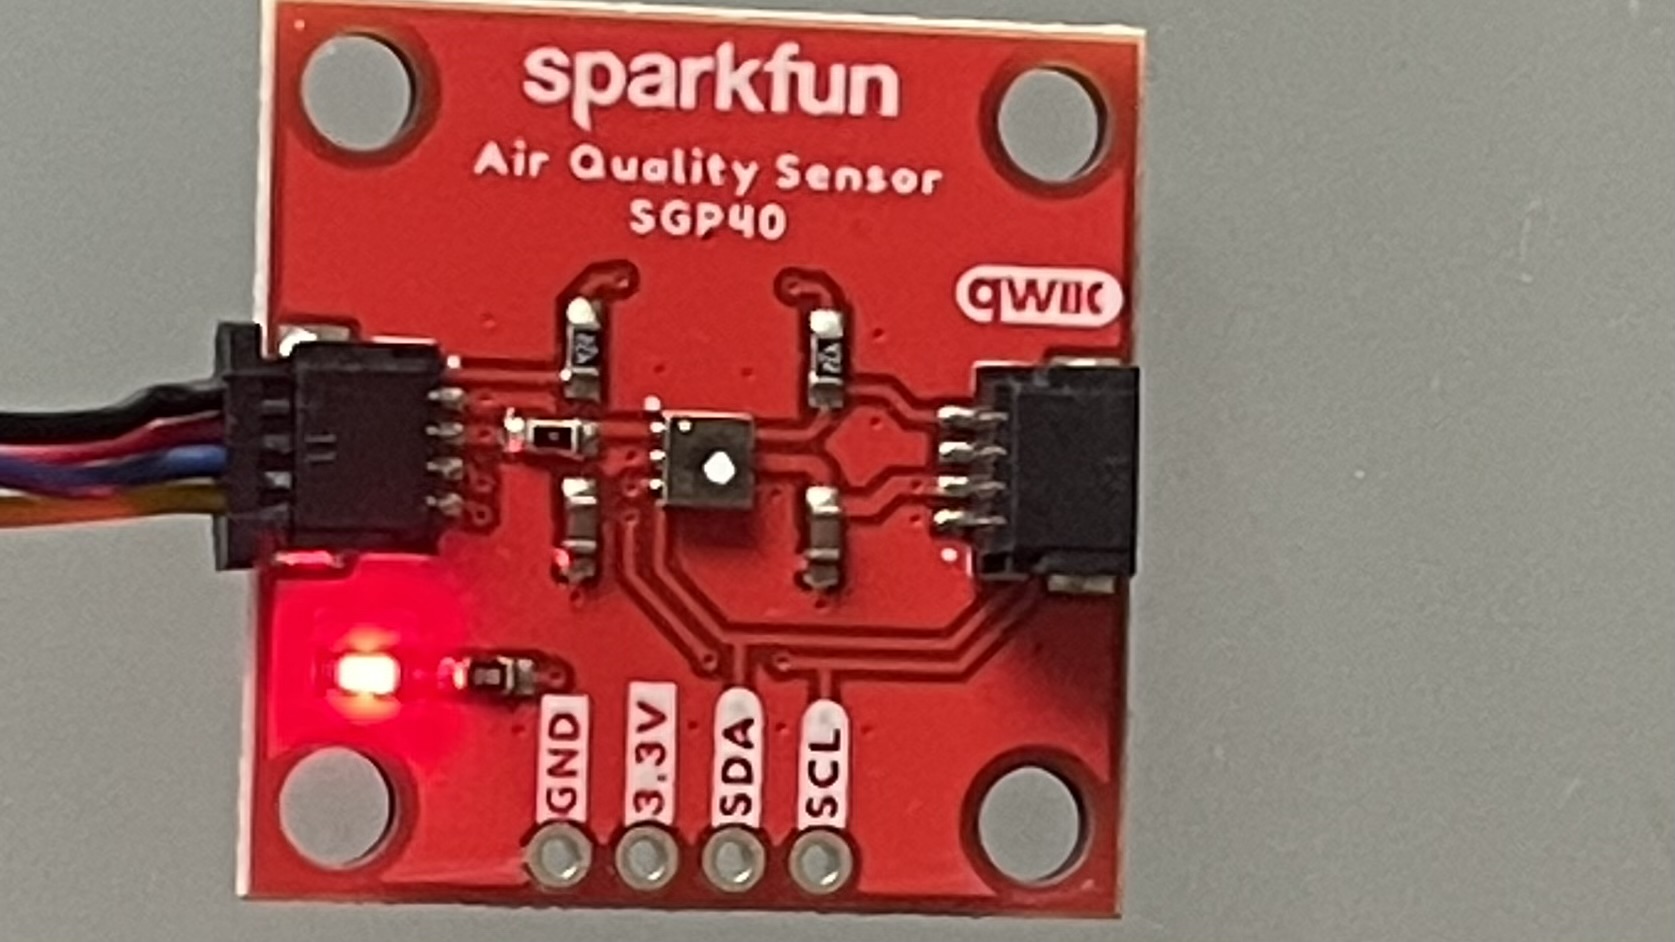 sparkfun
Air Quality Sensor
SGP40
qwiic
GND
3.3V
SDA
SCL